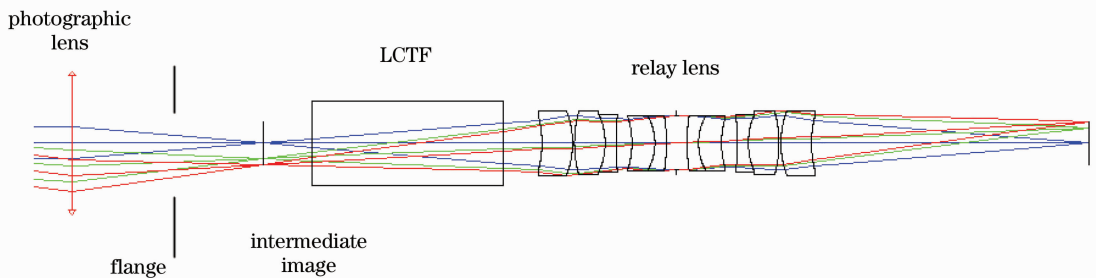 photographic
lens
LCTF
relay lens
intermediate
image
flange